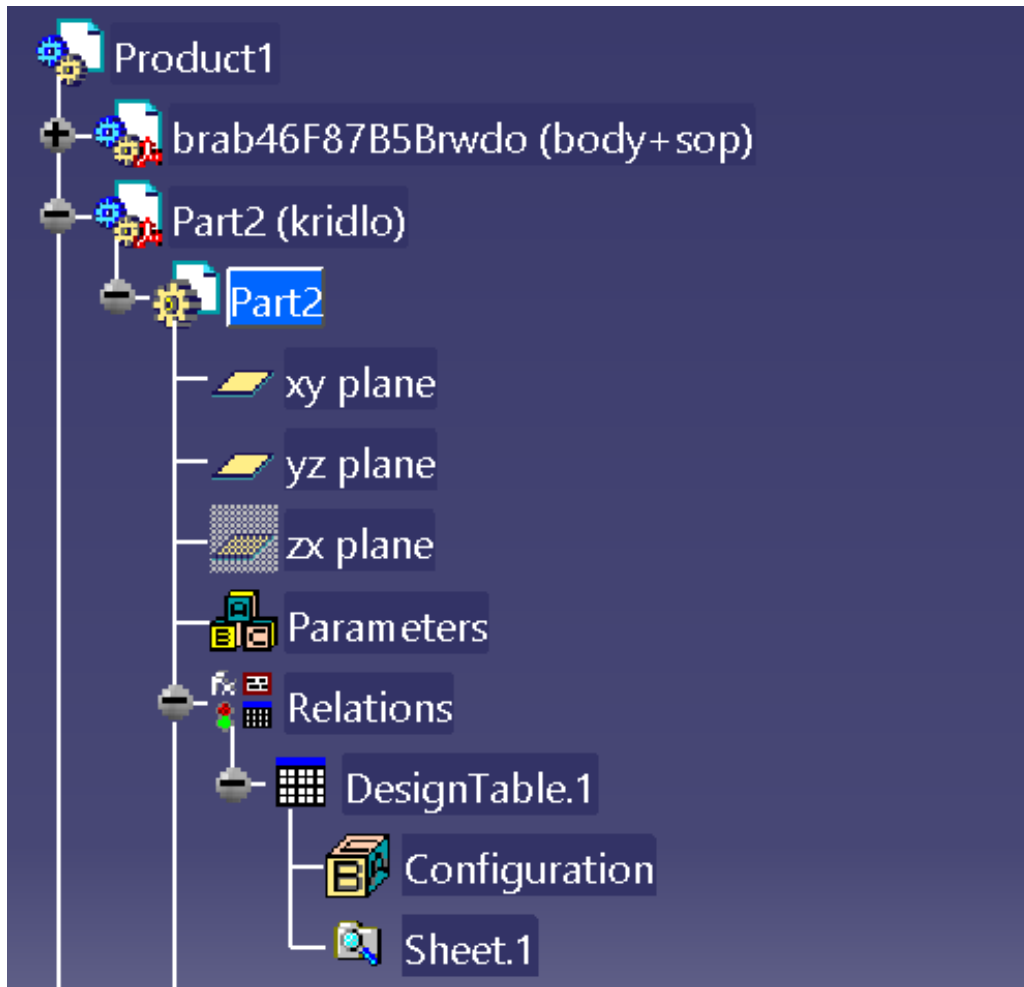 Product1
brab46F87B5Brwdo (body+sop)
Part2 (kridlo)
Part2
xy plane
yz plane
zx plane
Parameters
Relations
DesignTable.1
Configuration
Sheet.1